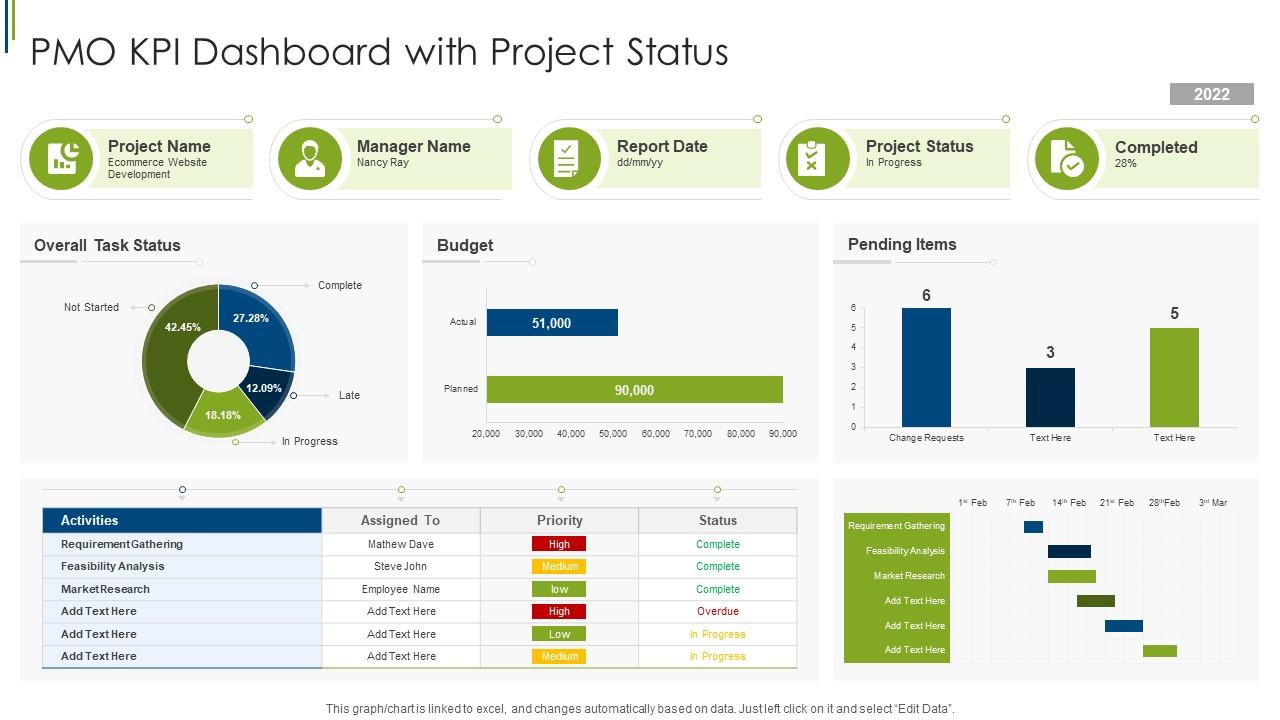 PMO KPI Dashboard with Project Status
2022
Project Name
Ecommerce Website
Development
Manager Name
Nancy Ray
Report Date
dd/mm/yy
Project Status
In Progress
Completed
28%
Overall Task Status
Complete
Not Started
27.28%
42.45%
12.09%
Late
18.18%
In Progress
Budget
Actual
51,000
Planned
90,000
20,000 30,000 40,000 50,000 60,000 70,000 80,000 90,000
Pending Items
6
5
3
6
5
4
3
2
1
0
Change Requests Text Here Text Here
Activities Assigned To Priority Status
Requirement Gathering Mathew Dave High Complete
Feasibility Analysis Steve John Medium Complete
Market Research Employee Name low Complete
Add Text Here Add Text Here High Overdue
Add Text Here Add Text Here Low In Progress
Add Text Here Add Text Here Medium In Progress
1st Feb 7th Feb 14th Feb 21st Feb 28thFeb 3rd Mar
Requirement Gathering
Feasibility Analysis
Market Research
Add Text Here
Add Text Here
Add Text Here
This graph/chart is linked to excel, and changes automatically based on data. Just left click on it and select “Edit Data”.